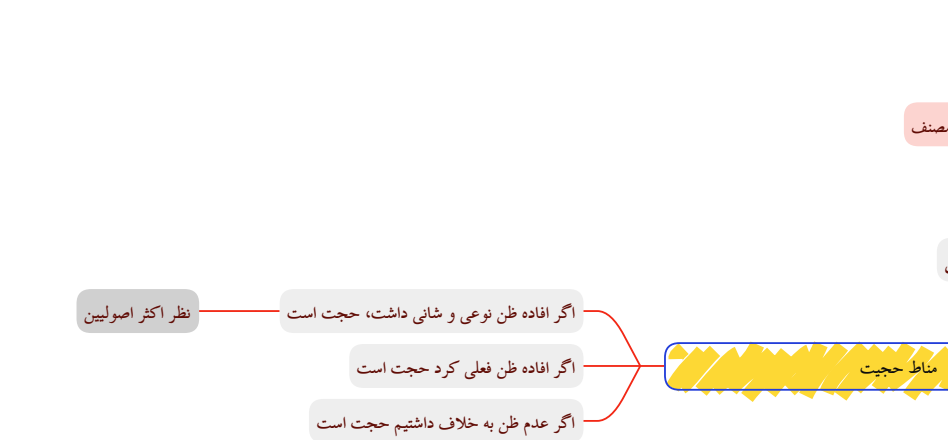 مصنف
مناط حجیت
اگر افاده ظن نوعی و شانی داشت، حجت است
نظر اکثر اصولیین
اگر افاده ظن فعلی کرد حجت است
اگر عدم ظن به خلاف داشتیم حجت است